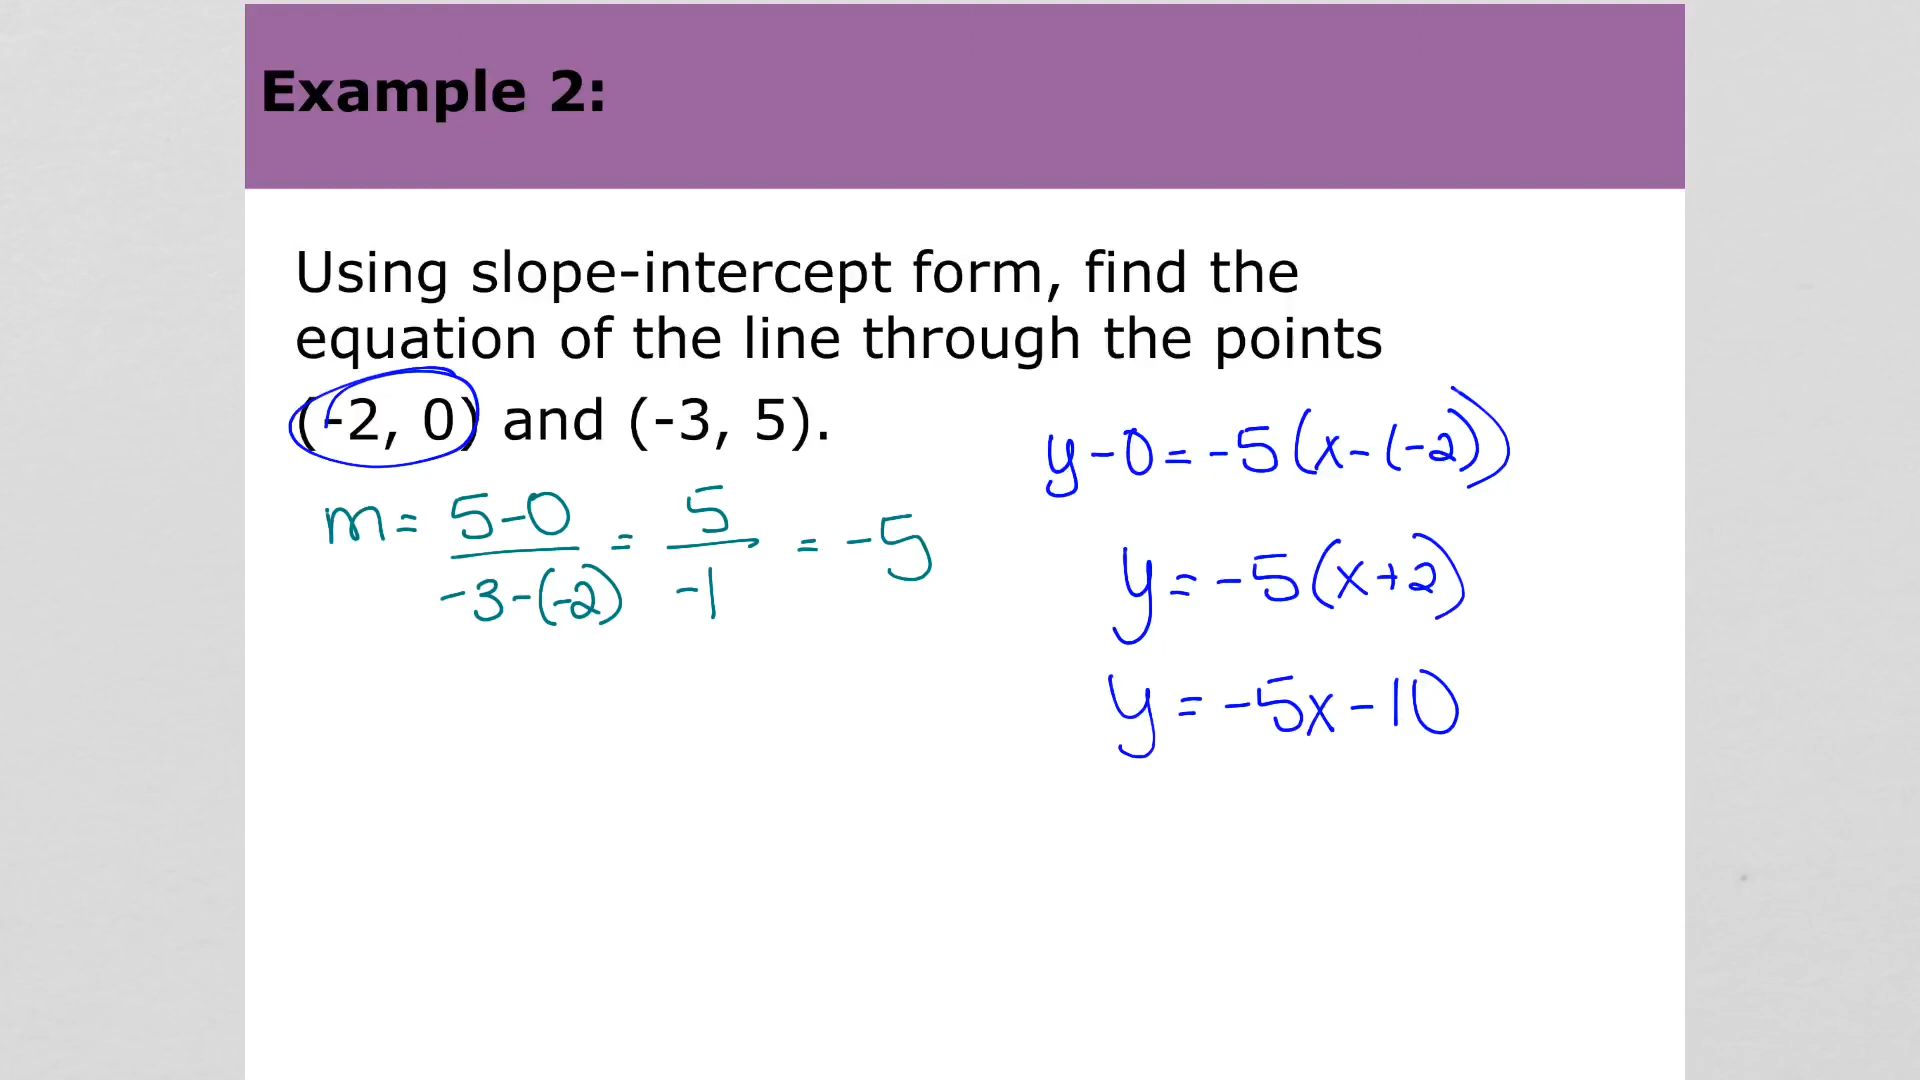 Example 2:
Using slope-intercept form, find the
equation of the line through the points
(-2, 0) and (-3, 5).
m = 5-0 / -3-(-2) = 5 / -1 = -5
y-0 = -5(x-(-2))
y = -5(x+2)
y = -5x-10